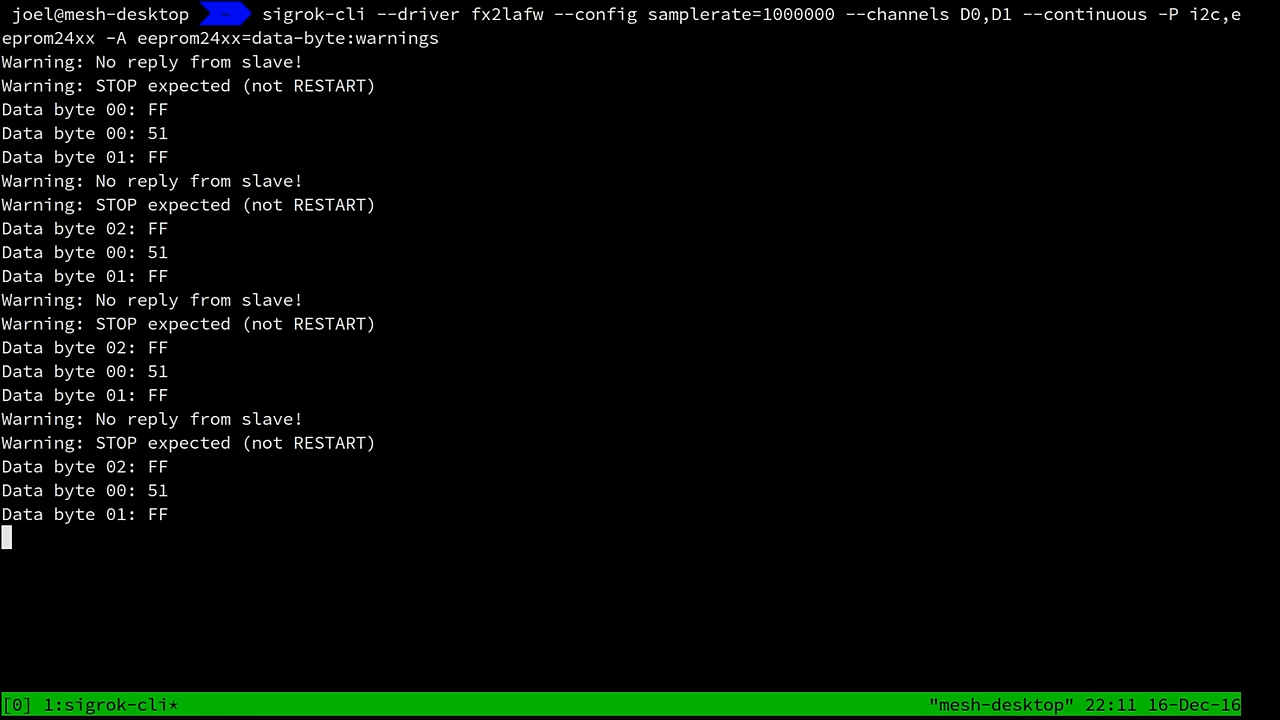 joel@mesh-desktop ~ sigrok-cli --driver fx2lafw --config samplerate=1000000 --channels D0,D1 --continuous -P i2c,e
eprom24xx -A eeprom24xx=data-byte:warnings
Warning: No reply from slave!
Warning: STOP expected (not RESTART)
Data byte 00: FF
Data byte 00: 51
Data byte 01: FF
Warning: No reply from slave!
Warning: STOP expected (not RESTART)
Data byte 02: FF
Data byte 00: 51
Data byte 01: FF
Warning: No reply from slave!
Warning: STOP expected (not RESTART)
Data byte 02: FF
Data byte 00: 51
Data byte 01: FF
Warning: No reply from slave!
Warning: STOP expected (not RESTART)
Data byte 02: FF
Data byte 00: 51
Data byte 01: FF
[0] 1:sigrok-cli* "mesh-desktop" 22:11 16-Dec-16